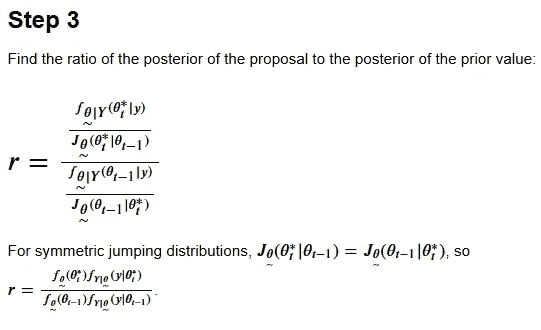 Step 3
Find the ratio of the posterior of the proposal to the posterior of the prior value:
r = \frac{\frac{f_{\underset{\sim}{\theta}|Y}(\theta_t^*|y)}{J_{\underset{\sim}{\theta}}(\theta_t^*|\theta_{t-1})}}{\frac{f_{\underset{\sim}{\theta}|Y}(\theta_{t-1}|y)}{J_{\underset{\sim}{\theta}}(\theta_{t-1}|\theta_t^*)}}
For symmetric jumping distributions, J_{\underset{\sim}{\theta}}(\theta_t^*|\theta_{t-1}) = J_{\underset{\sim}{\theta}}(\theta_{t-1}|\theta_t^*), so
r = \frac{f_{\underset{\sim}{\theta}}(\theta_t^*) f_{Y|\underset{\sim}{\theta}}(y|\theta_t^*)}{f_{\underset{\sim}{\theta}}(\theta_{t-1}) f_{Y|\underset{\sim}{\theta}}(y|\theta_{t-1})}.